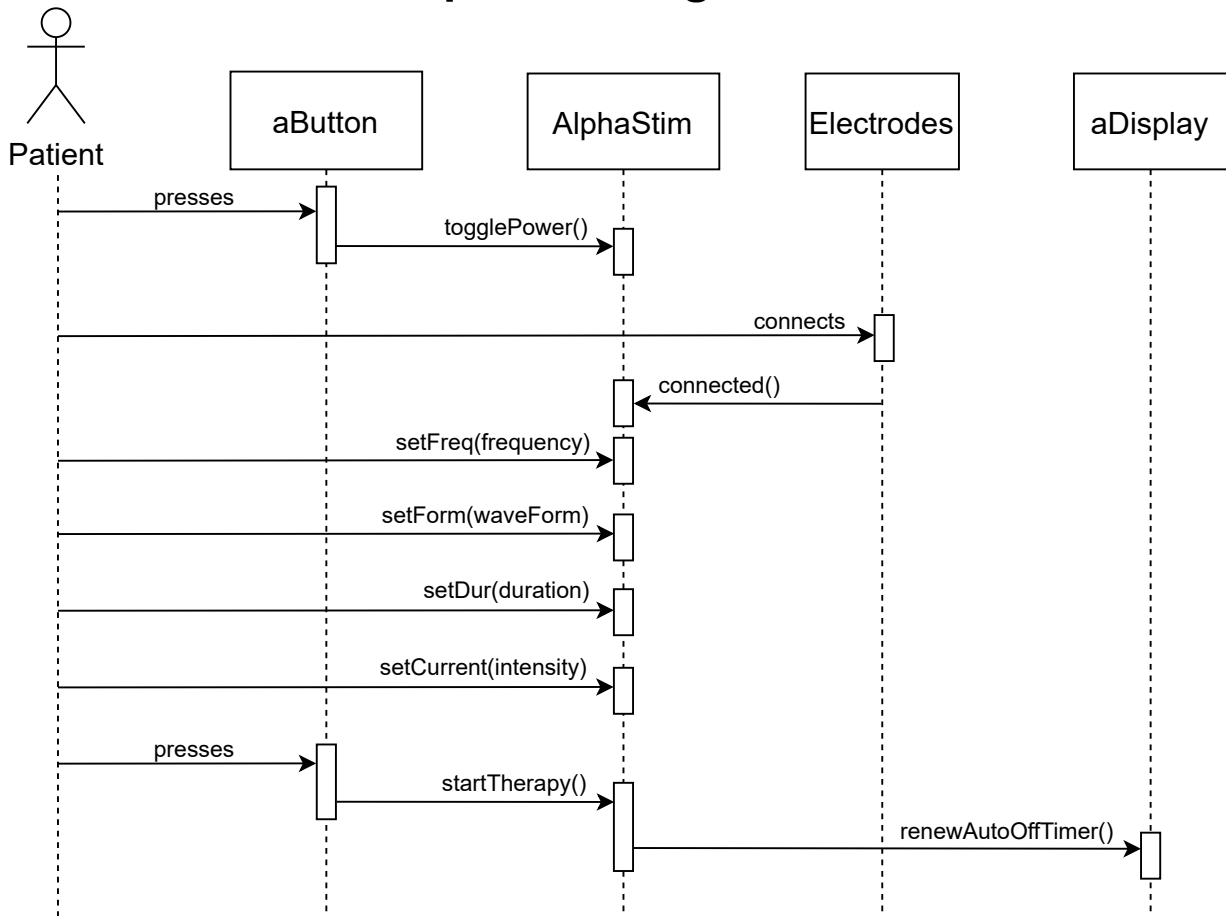 Patient
aButton
AlphaStim
Electrodes
aDisplay
presses
togglePower()
connects
connected()
setFreq(frequency)
setForm(waveForm)
setDur(duration)
setCurrent(intensity)
presses
startTherapy()
renewAutoOffTimer()